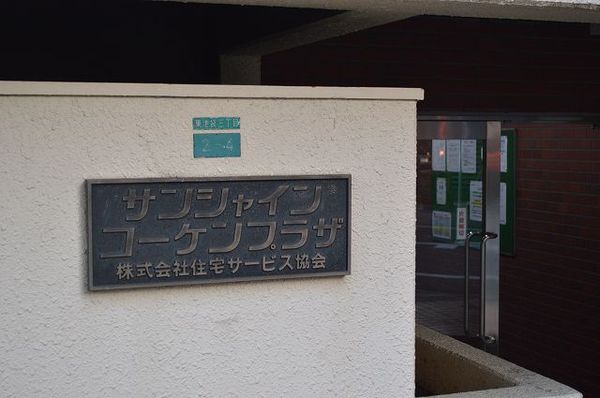 東池袋三丁目
2-4
サンシャイン
コーケンプラザ
株式会社住宅サービス協会